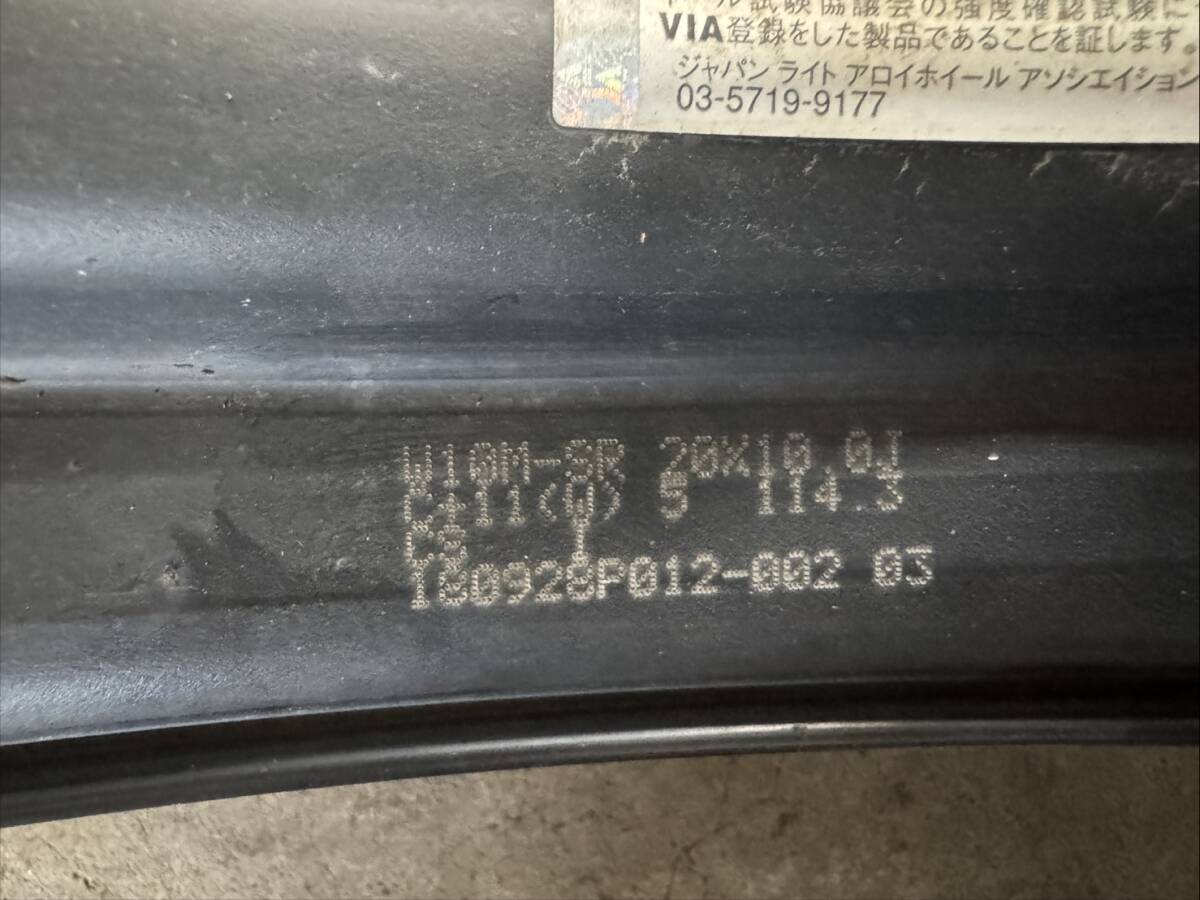 イール試験協議会の強度確認試験に
VIA登録をした製品であることを証します。
ジャパン ライト アロイホイール アソシエイション
03-5719-9177
W10M-SR 20X10.0J
C+11(W) 5 114.3
180928P012-002 03